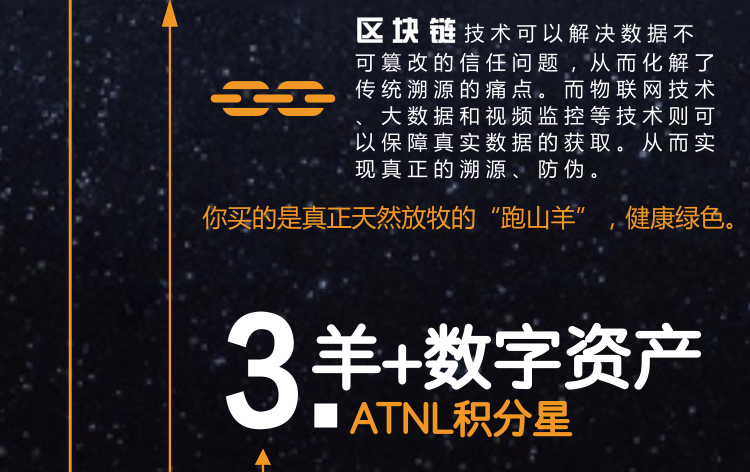 区块链技术可以解决数据不
可篡改的信任问题，从而化解了
传统溯源的痛点。而物联网技术
、大数据和视频监控等技术则可
以保障真实数据的获取。从而实
现真正的溯源、防伪。
你买的是真正天然放牧的“跑山羊”，健康绿色。
3.羊+数字资产
ATNL积分星